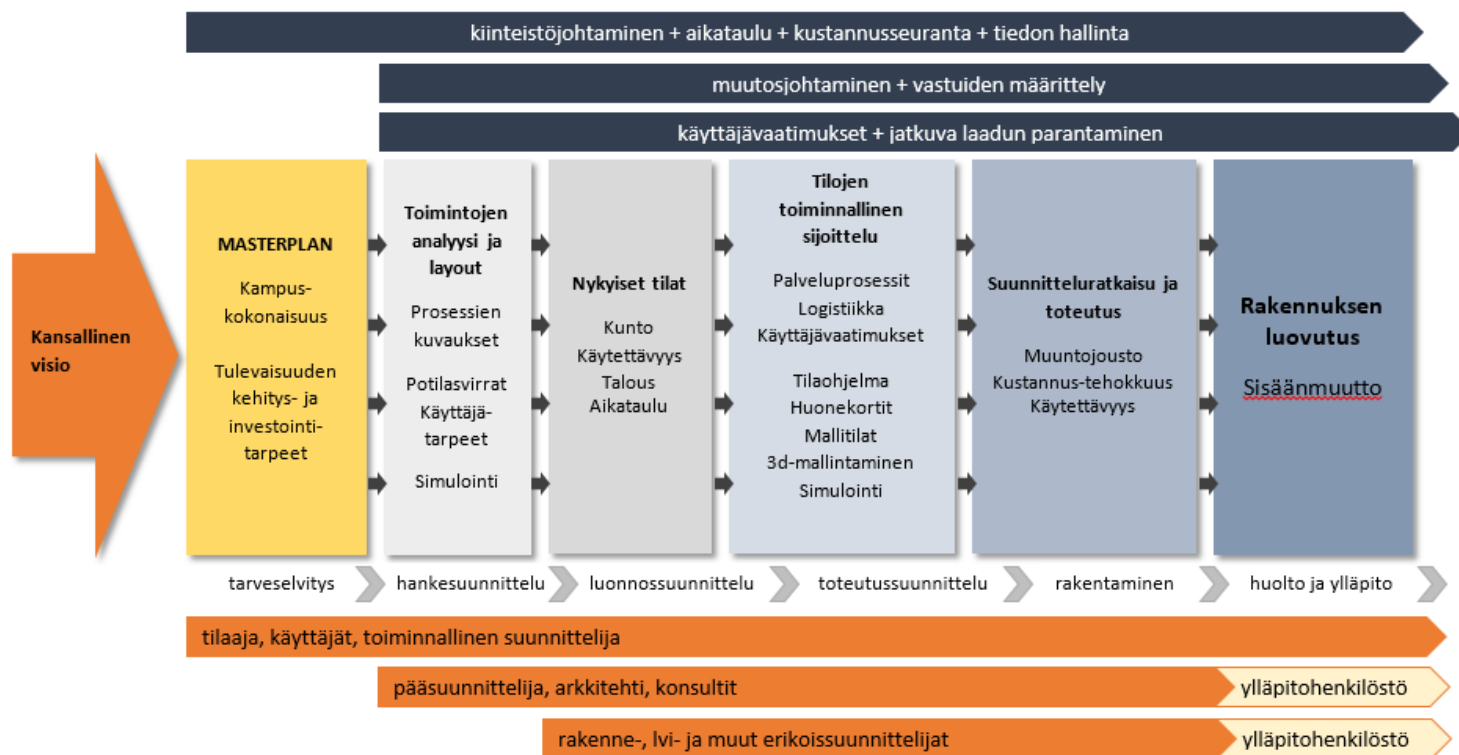 kiinteistöjohtaminen + aikataulu + kustannusseuranta + tiedon hallinta
muutosjohtaminen + vastuiden määrittely
käyttäjävaatimukset + jatkuva laadun parantaminen
Kansallinen
visio
MASTERPLAN
Kampus-
kokonaisuus
Tulevaisuuden
kehitys- ja
investointi-
tarpeet
Toimintojen
analyysi ja
layout
Prosessien
kuvaukset
Potilasvirrat
Käyttäjä-
tarpeet
Simulointi
Nykyiset tilat
Kunto
Käytettävyys
Talous
Aikataulu
Tilojen
toiminnallinen
sijoittelu
Palveluprosessit
Logistiikka
Käyttäjävaatimukset
Tilaohjelma
Huonekortit
Mallitilat
3d-mallintaminen
Simulointi
Suunnitteluratkaisu ja
toteutus
Muuntojousto
Kustannus-tehokkuus
Käytettävyys
Rakennuksen
luovutus
Sisäänmuutto
tarveselvitys
hankesuunnittelu
luonnossuunnittelu
toteutussuunnittelu
rakentaminen
huolto ja ylläpito
tilaaja, käyttäjät, toiminnallinen suunnittelija
pääsuunnittelija, arkkitehti, konsultit
ylläpitohenkilöstö
rakenne-, lvi- ja muut erikoissuunnittelijat
ylläpitohenkilöstö